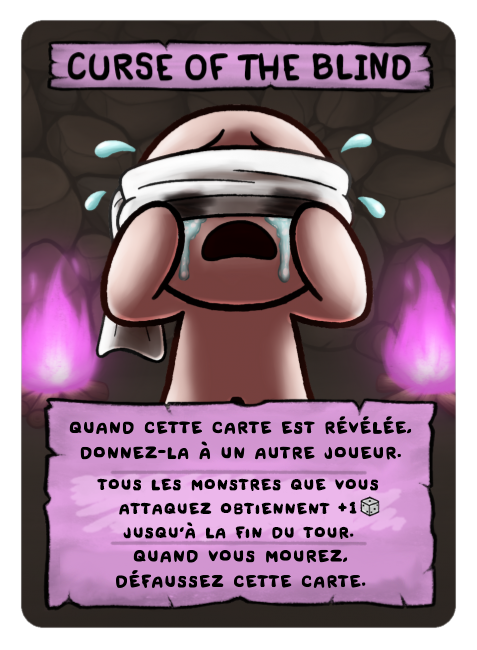 CURSE OF THE BLIND
QUAND CETTE CARTE EST RÉVÉLÉE,
DONNEZ-LA À UN AUTRE JOUEUR.
TOUS LES MONSTRES QUE VOUS
ATTAQUEZ OBTIENNENT +1
JUSQU'À LA FIN DU TOUR.
QUAND VOUS MOUREZ,
DÉFAUSSEZ CETTE CARTE.